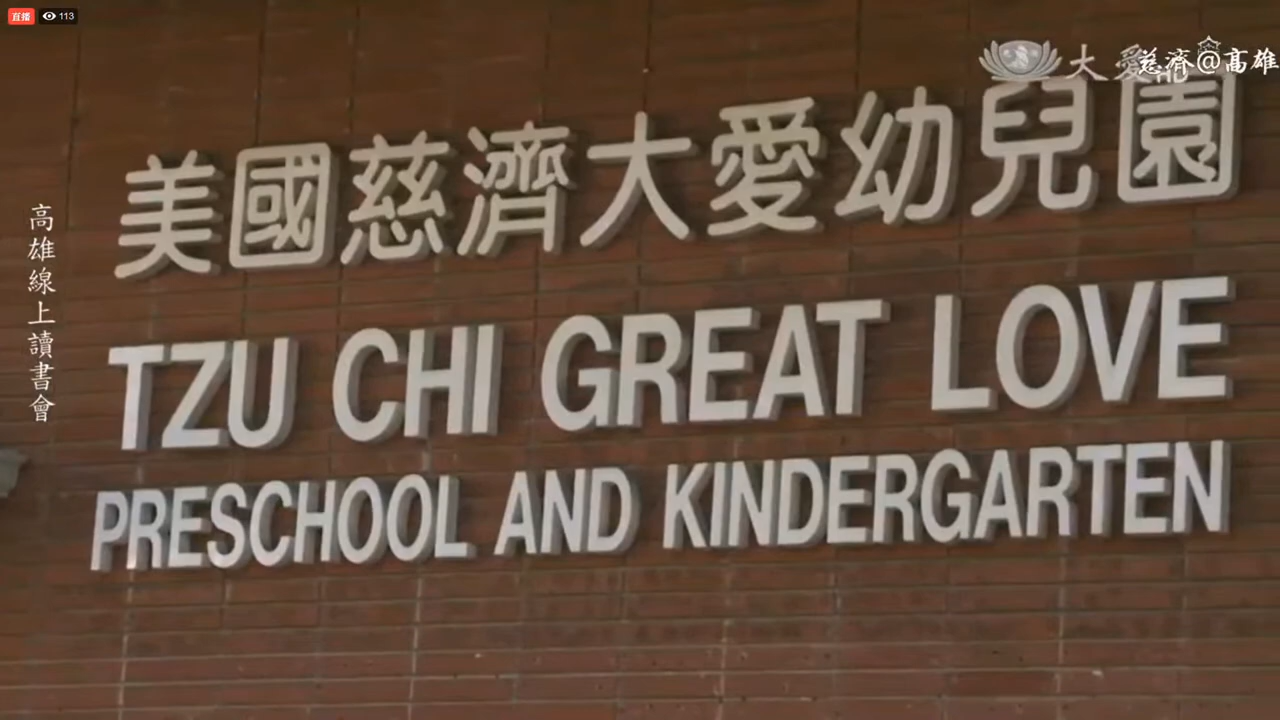 直播 113
大愛
慈濟@高雄
美國慈濟大愛幼兒園
高雄線上讀書會
TZU CHI GREAT LOVE
PRESCHOOL AND KINDERGARTEN